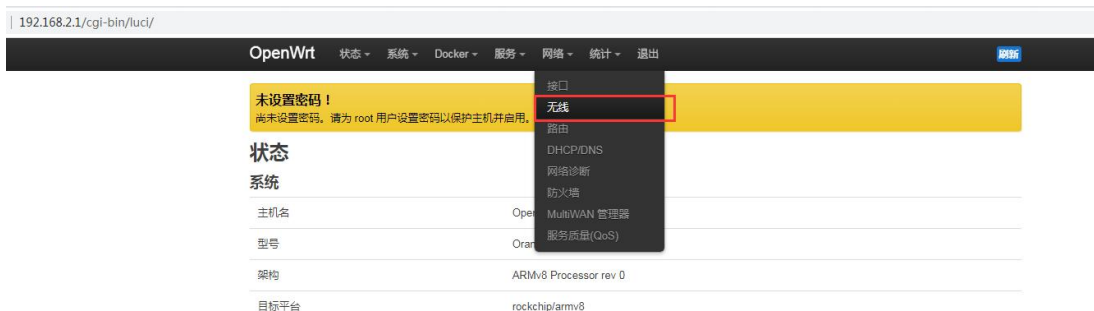 192.168.2.1/cgi-bin/luci/
OpenWrt 状态 系统 Docker 服务 网络 统计 退出 刷新
接口
无线
路由
DHCP/DNS
网络诊断
防火墙
MultiWAN 管理器
服务质量(QoS)
未设置密码！
尚未设置密码。请为 root 用户设置密码以保护主机并启用。
状态
系统
主机名 Ope
型号 Oran
架构 ARMv8 Processor rev 0
目标平台 rockchip/armv8